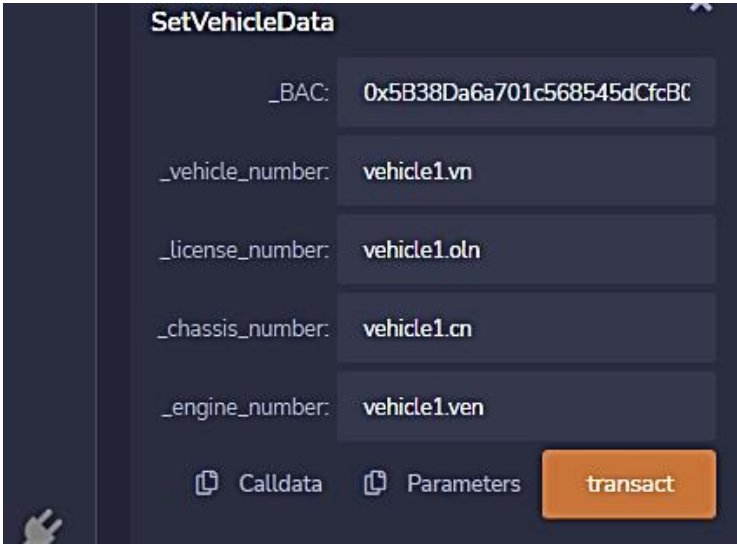 SetVehicleData
_BAC: 0x5B38Da6a701c568545dCfcB0
_vehicle_number: vehicle1.vn
_license_number: vehicle1.oln
_chassis_number: vehicle1.cn
_engine_number: vehicle1.ven
Calldata Parameters transact